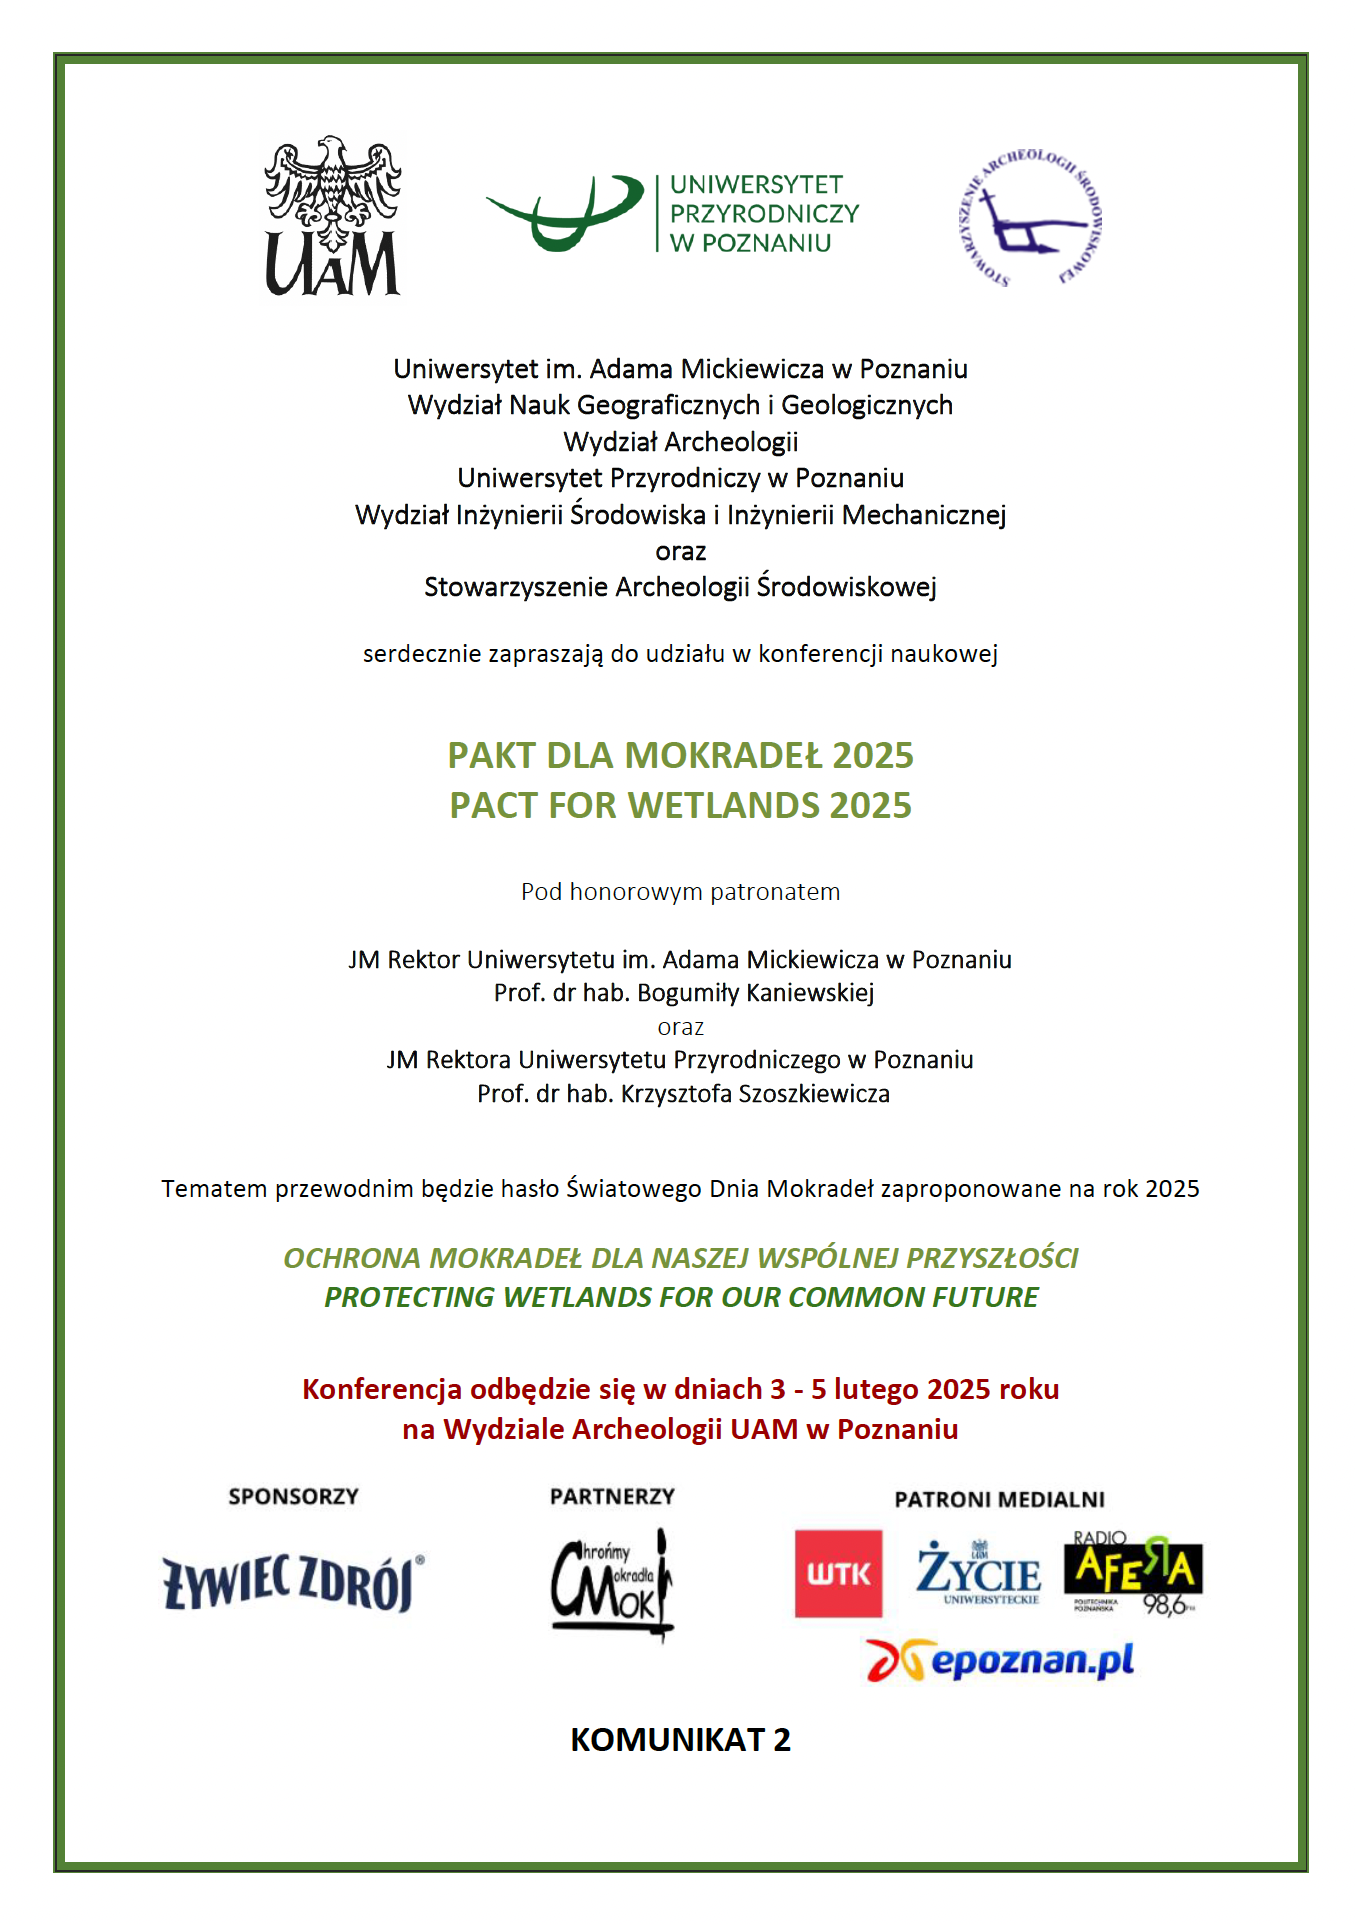 UAM
UNIWERSYTET
PRZYRODNICZY
W POZNANIU
STOWARZYSZENIE ARCHEOLOGII ŚRODOWISKOWEJ
Uniwersytet im. Adama Mickiewicza w Poznaniu
Wydział Nauk Geograficznych i Geologicznych
Wydział Archeologii
Uniwersytet Przyrodniczy w Poznaniu
Wydział Inżynierii Środowiska i Inżynierii Mechanicznej
oraz
Stowarzyszenie Archeologii Środowiskowej
serdecznie zapraszają do udziału w konferencji naukowej
PAKT DLA MOKRADEŁ 2025
PACT FOR WETLANDS 2025
Pod honorowym patronatem
JM Rektor Uniwersytetu im. Adama Mickiewicza w Poznaniu
Prof. dr hab. Bogumiły Kaniewskiej
oraz
JM Rektora Uniwersytetu Przyrodniczego w Poznaniu
Prof. dr hab. Krzysztofa Szoszkiewicza
Tematem przewodnim będzie hasło Światowego Dnia Mokradeł zaproponowane na rok 2025
OCHRONA MOKRADEŁ DLA NASZEJ WSPÓLNEJ PRZYSZŁOŚCI
PROTECTING WETLANDS FOR OUR COMMON FUTURE
Konferencja odbędzie się w dniach 3 - 5 lutego 2025 roku
na Wydziale Archeologii UAM w Poznaniu
SPONSORZY
ŻYWIEC ZDRÓJ®
PARTNERZY
Chrońmy
Mokradła
CMok
PATRONI MEDIALNI
WTK
UAM
ŻYCIE
UNIWERSYTECKIE
RADIO
AFERA
POLITECHNIKA
POZNAŃSKA
98,6 FM
epoznan.pl
KOMUNIKAT 2